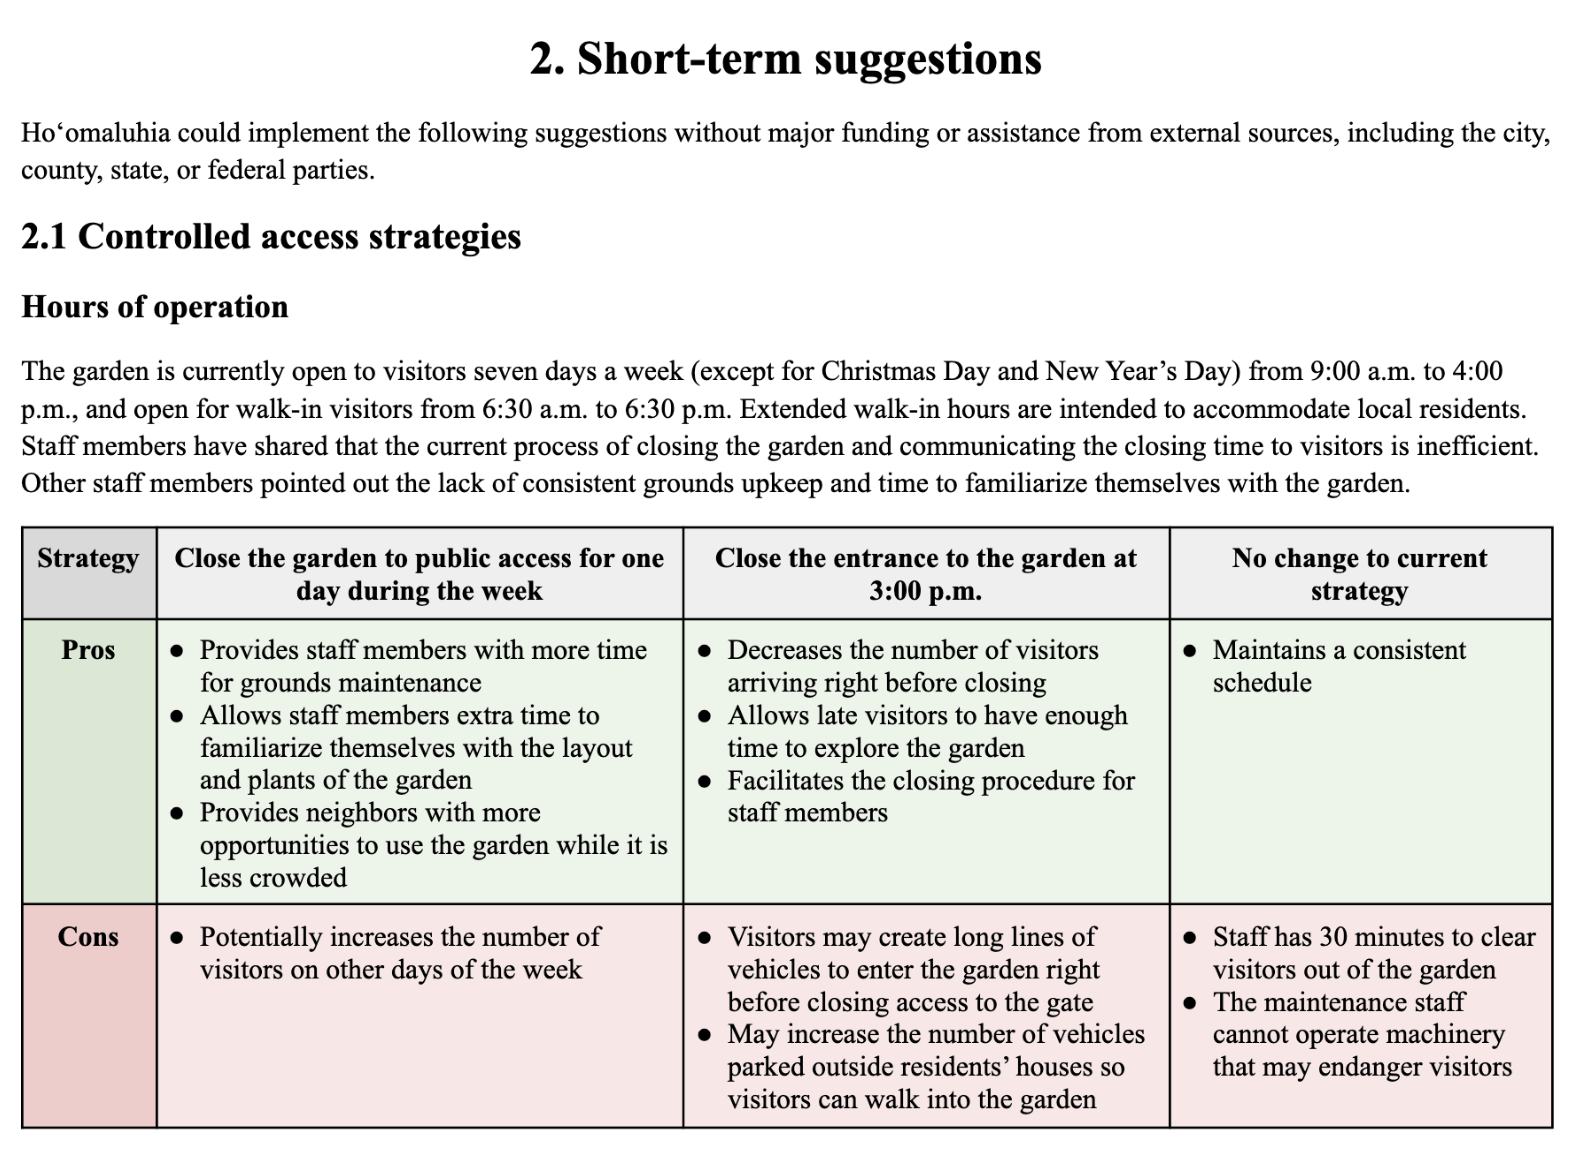 2. Short-term suggestions
Hoʻomaluhia could implement the following suggestions without major funding or assistance from external sources, including the city,
county, state, or federal parties.
2.1 Controlled access strategies
Hours of operation
The garden is currently open to visitors seven days a week (except for Christmas Day and New Year’s Day) from 9:00 a.m. to 4:00
p.m., and open for walk-in visitors from 6:30 a.m. to 6:30 p.m. Extended walk-in hours are intended to accommodate local residents.
Staff members have shared that the current process of closing the garden and communicating the closing time to visitors is inefficient.
Other staff members pointed out the lack of consistent grounds upkeep and time to familiarize themselves with the garden.
Strategy
Close the garden to public access for one
day during the week
Close the entrance to the garden at
3:00 p.m.
No change to current
strategy
Pros
● Provides staff members with more time
for grounds maintenance
● Allows staff members extra time to
familiarize themselves with the layout
and plants of the garden
● Provides neighbors with more
opportunities to use the garden while it is
less crowded
● Decreases the number of visitors
arriving right before closing
● Allows late visitors to have enough
time to explore the garden
● Facilitates the closing procedure for
staff members
● Maintains a consistent
schedule
Cons
● Potentially increases the number of
visitors on other days of the week
● Visitors may create long lines of
vehicles to enter the garden right
before closing access to the gate
● May increase the number of vehicles
parked outside residents’ houses so
visitors can walk into the garden
● Staff has 30 minutes to clear
visitors out of the garden
● The maintenance staff
cannot operate machinery
that may endanger visitors